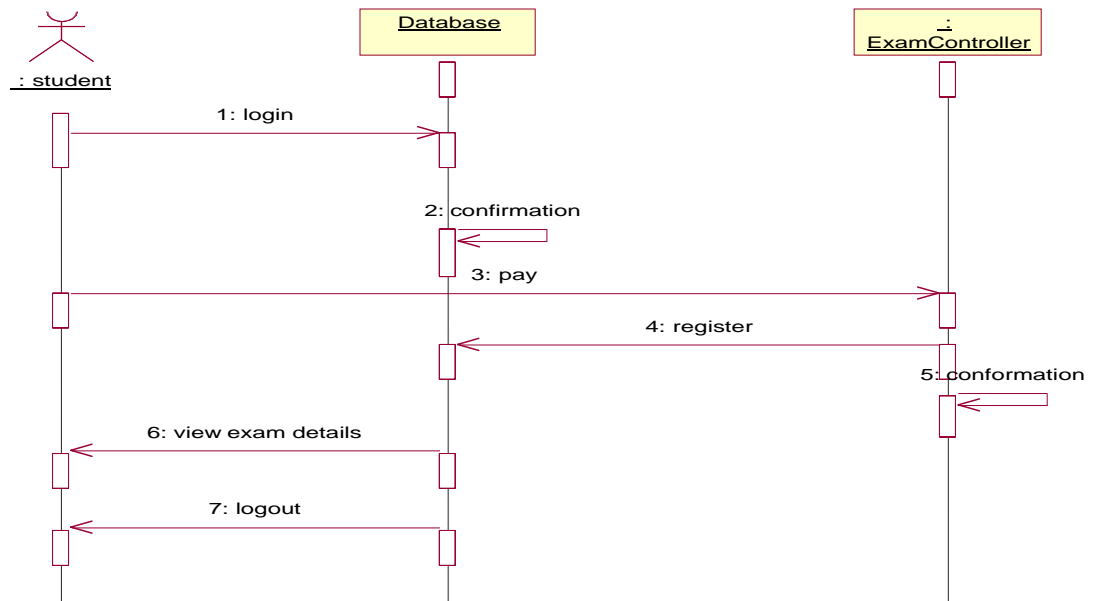 Database
:
ExamController
: student
1: login
2: confirmation
3: pay
4: register
5: conformation
6: view exam details
7: logout